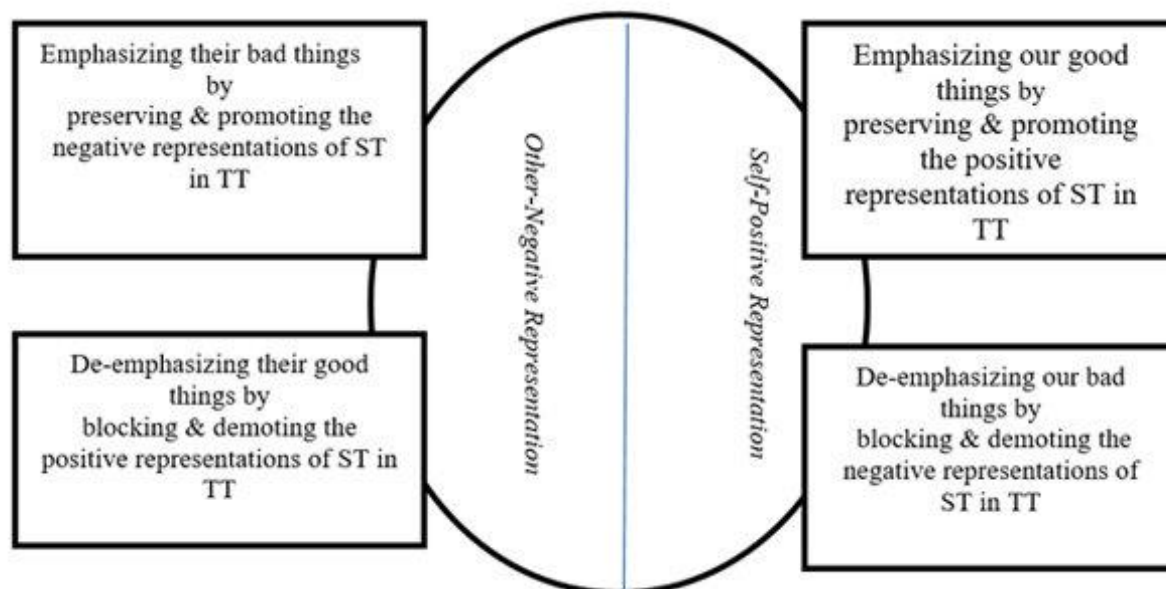 Emphasizing their bad things
by
preserving & promoting the
negative representations of ST
in TT
De-emphasizing their good
things by
blocking & demoting the
positive representations of ST in
TT
Other-Negative Representation
Self-Positive Representation
Emphasizing our good
things by
preserving & promoting
the positive
representations of ST in
TT
De-emphasizing our bad
things by
blocking & demoting the
negative representations of
ST in TT